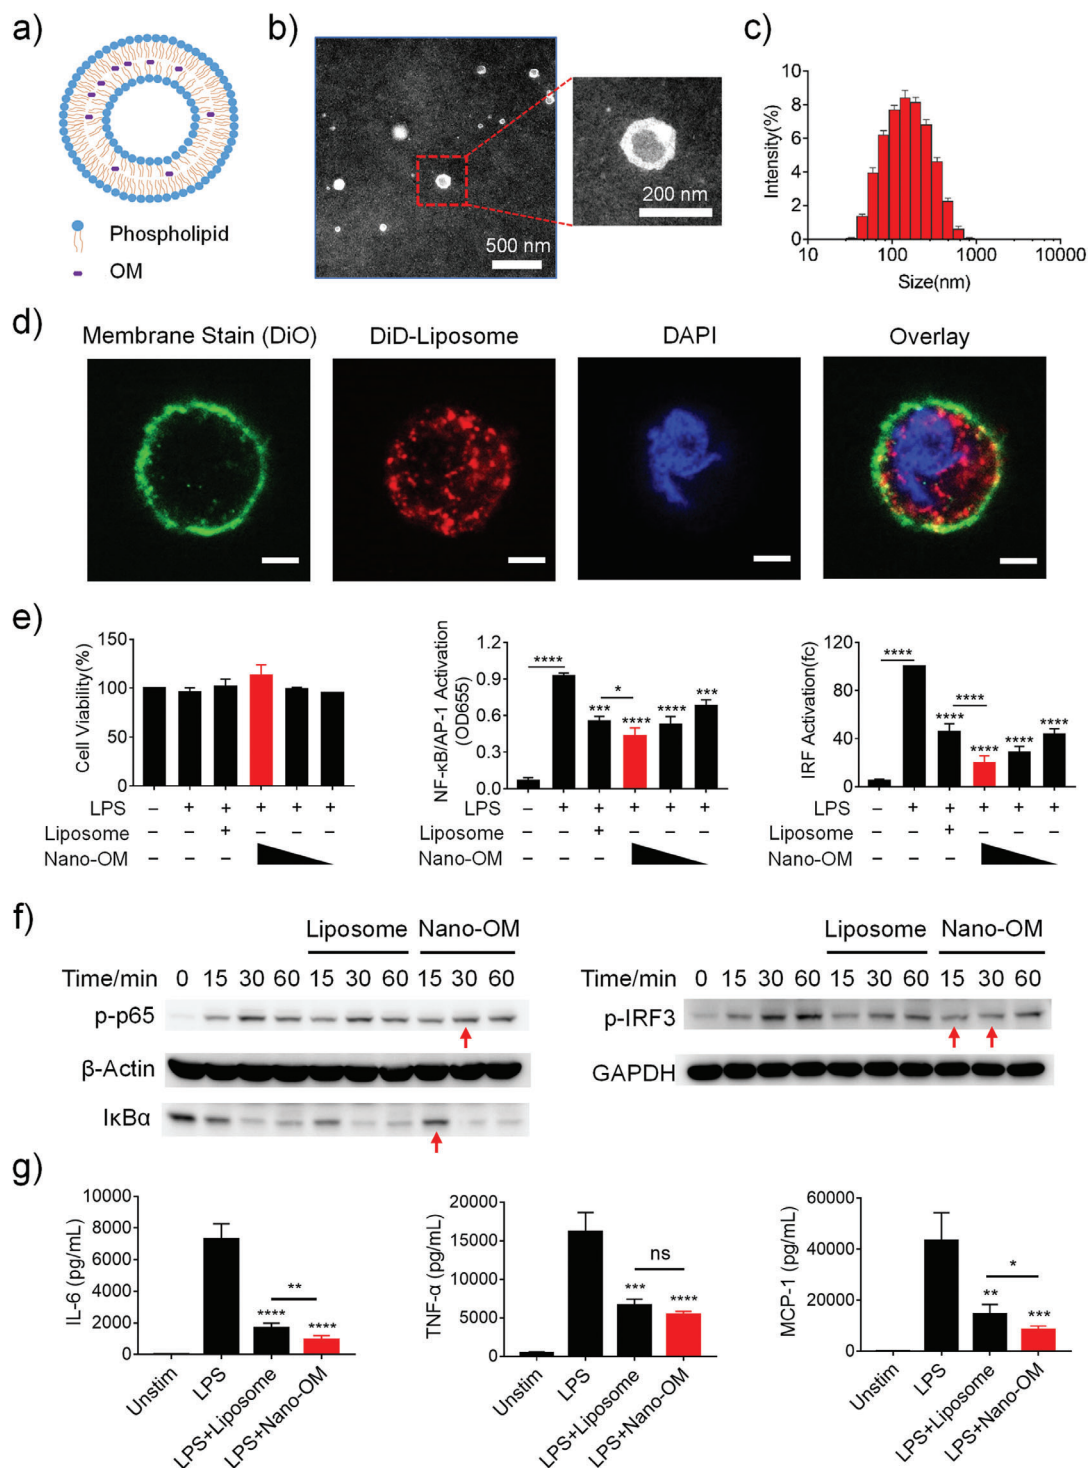 a)
Phospholipid
OM
b)
500 nm
200 nm
c)
Intensity(%)
10
8
6
4
2
0
10 100 1000 10000
Size(nm)
d)
Membrane Stain (DiO) DiD-Liposome DAPI Overlay
e)
Cell Viability(%)
150
100
50
0
LPS – + + + + +
Liposome – – + – – –
Nano-OM – – –
NF-κB/AP-1 Activation
(OD655)
1.2
0.9
0.6
0.3
0.0
**** *** * **** **** ***
LPS – + + + + +
Liposome – – + – – –
Nano-OM – – –
IRF Activation(fc)
120
80
40
0
**** **** **** **** **** ****
LPS – + + + + +
Liposome – – + – – –
Nano-OM – – –
f)
Liposome Nano-OM
Time/min 0 15 30 60 15 30 60 15 30 60
p-p65
β-Actin
IκBα
Liposome Nano-OM
Time/min 0 15 30 60 15 30 60 15 30 60
p-IRF3
GAPDH
g)
IL-6 (pg/mL)
10000
8000
6000
4000
2000
0
**** ** ****
Unstim LPS LPS+Liposome LPS+Nano-OM
TNF-α (pg/mL)
20000
15000
10000
5000
0
*** ns ****
Unstim LPS LPS+Liposome LPS+Nano-OM
MCP-1 (pg/mL)
60000
40000
20000
0
** * ***
Unstim LPS LPS+Liposome LPS+Nano-OM